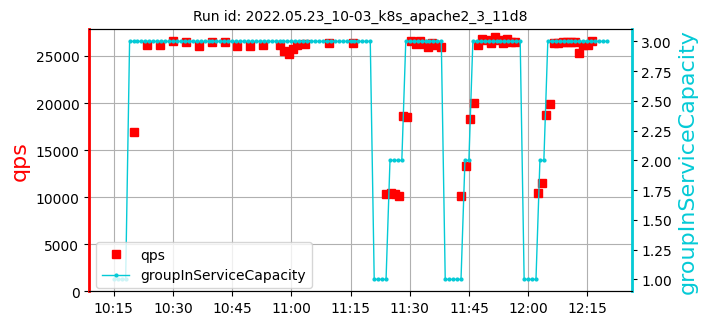 Run id: 2022.05.23_10-03_k8s_apache2_3_11d8
25000
20000
15000
10000
5000
0
qps
3.00
2.75
2.50
2.25
2.00
1.75
1.50
1.25
1.00
groupInServiceCapacity
qps
groupInServiceCapacity
10:15 10:30 10:45 11:00 11:15 11:30 11:45 12:00 12:15